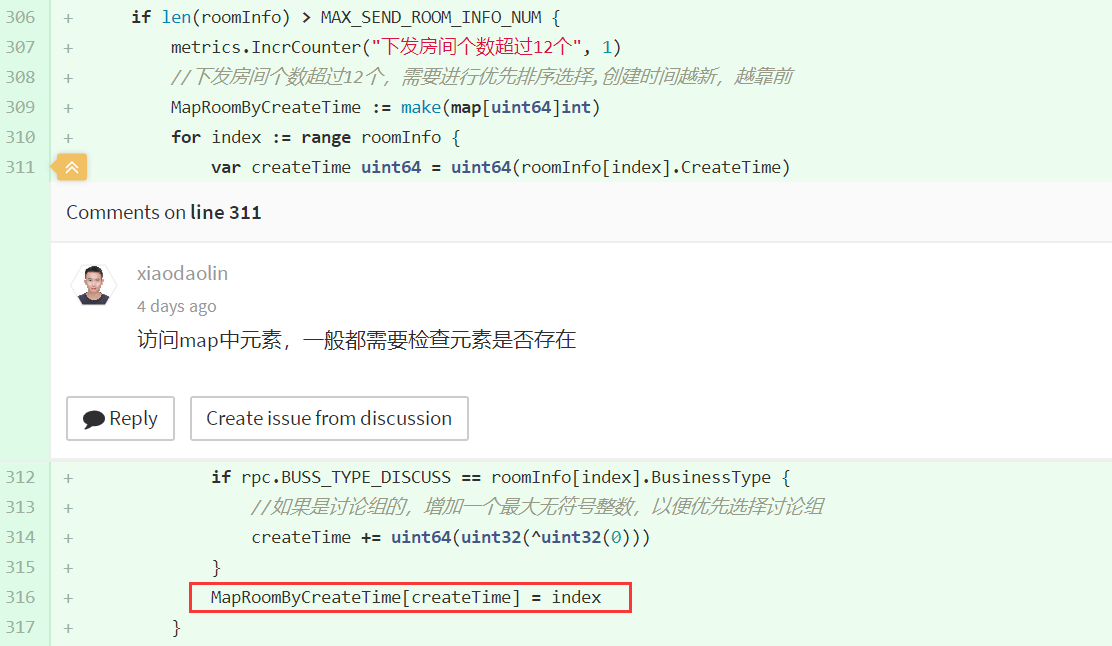 306 + if len(roomInfo) > MAX_SEND_ROOM_INFO_NUM {
307 + metrics.IncrCounter("下发房间个数超过12个", 1)
308 + //下发房间个数超过12个，需要进行优先排序选择,创建时间越新，越靠前
309 + MapRoomByCreateTime := make(map[uint64]int)
310 + for index := range roomInfo {
311 var createTime uint64 = uint64(roomInfo[index].CreateTime)
Comments on line 311
xiaodaolin
4 days ago
访问map中元素，一般都需要检查元素是否存在
Reply Create issue from discussion
312 + if rpc.BUSS_TYPE_DISCUSS == roomInfo[index].BusinessType {
313 + //如果是讨论组的，增加一个最大无符号整数，以便优先选择讨论组
314 + createTime += uint64(uint32(^uint32(0)))
315 + }
316 + MapRoomByCreateTime[createTime] = index
317 + }